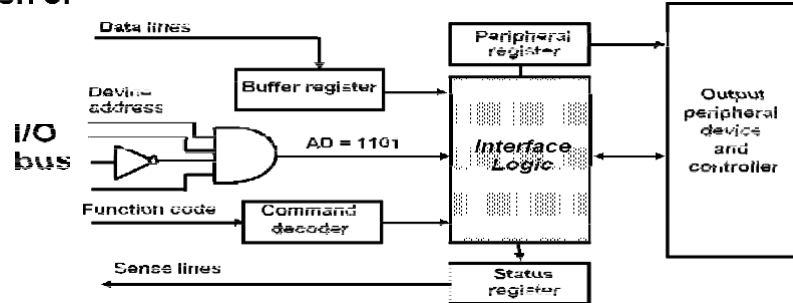 Data lines
Peripheral
register
Buffer register
Device
address
I/O
bus
AD = 1101
Interface
Logic
Output
peripheral
device
and
controller
Function code
Command
decoder
Sense lines
Status
register